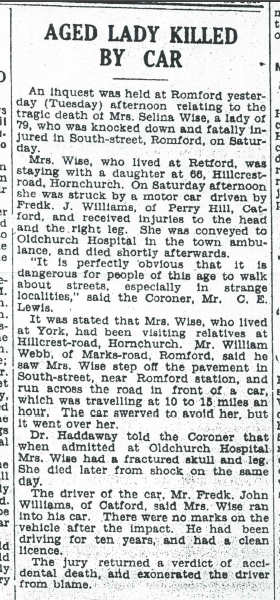 AGED LADY KILLED
BY CAR
An inquest was held at Romford yester-
day (Tuesday) afternoon relating to the
tragic death of Mrs. Selina Wise, a lady of
79, who was knocked down and fatally in-
jured in South-street, Romford, on Satur-
day.
Mrs. Wise, who lived at Retford, was
staying with a daughter at 66, Hillcrest-
road, Hornchurch. On Saturday afternoon
she was struck by a motor car driven by
Fredk. J. Williams, of Perry Hill, Cat-
ford, and received injuries to the head
and the right leg. She was conveyed to
Oldchurch Hospital in the town ambu-
lance, and died shortly afterwards.
"It is perfectly obvious that it is
dangerous for people of this age to walk
about streets, especially in strange
localities," said the Coroner, Mr. C. E.
Lewis.
It was stated that Mrs. Wise, who lived
at York, had been visiting relatives at
Hillcrest-road, Hornchurch. Mr. William
Webb, of Marks-road, Romford, said he
saw Mrs. Wise step off the pavement in
South-street, near Romford station, and
run across the road in front of a car,
which was travelling at 10 to 15 miles an
hour. The car swerved to avoid her, but
it went over her.
Dr. Haddaway told the Coroner that
when admitted at Oldchurch Hospital
Mrs. Wise had a fractured skull and leg.
She died later from shock on the same
day.
The driver of the car, Mr. Fredk. John
Williams, of Catford, said Mrs. Wise ran
into his car. There were no marks on the
vehicle after the impact. He had been
driving for ten years, and had a clean
licence.
The jury returned a verdict of acci-
dental death, and exonerated the driver
from blame.